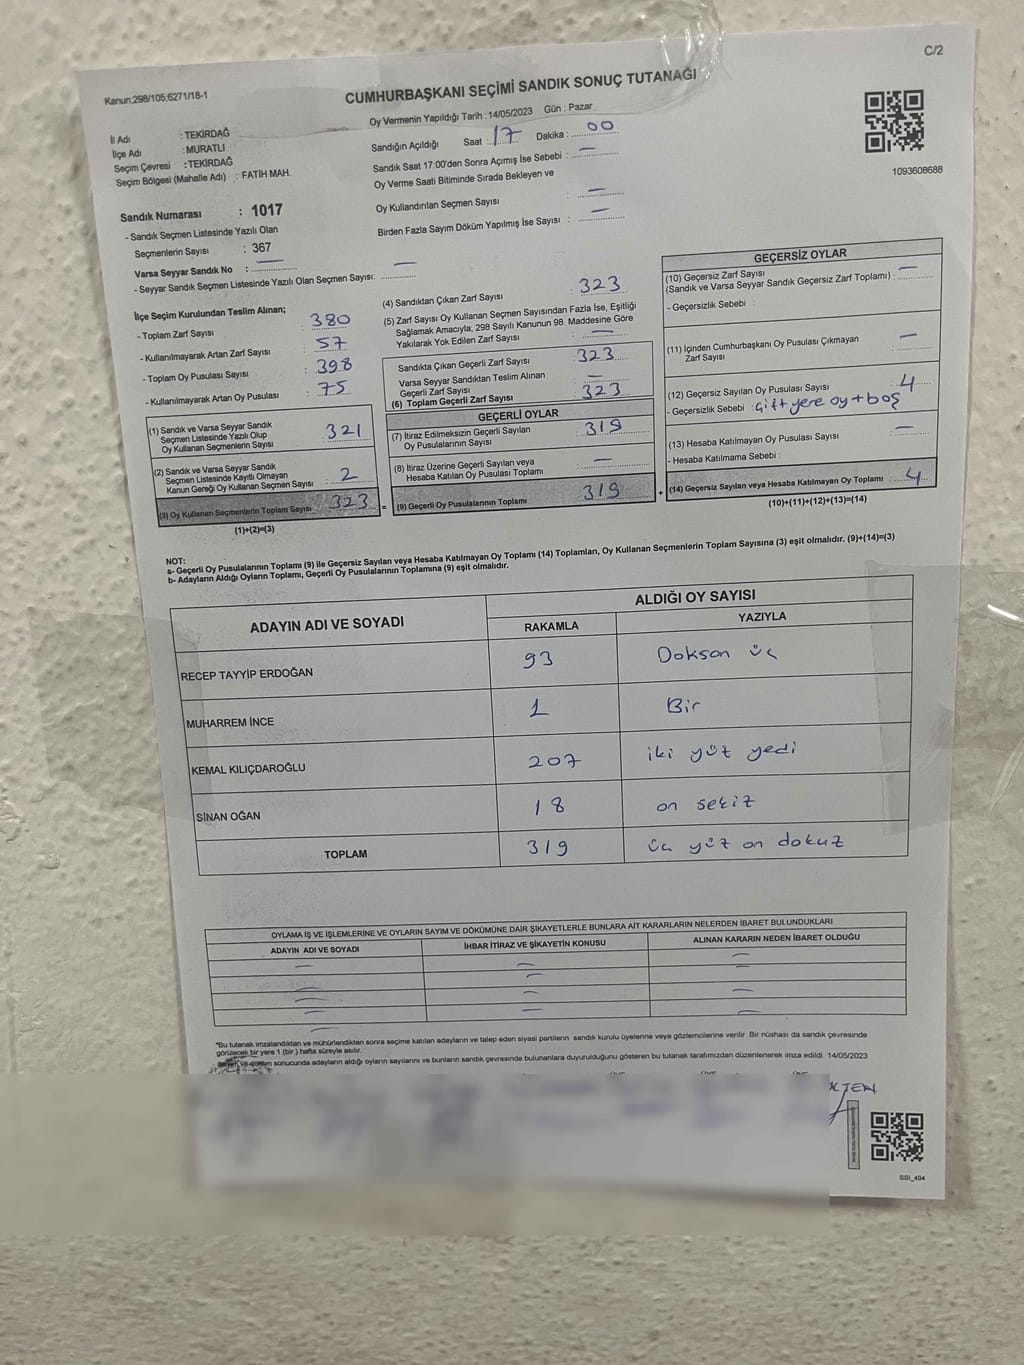 C/2
Kanun;298/105;6271/18-1
CUMHURBAŞKANI SEÇİMİ SANDIK SONUÇ TUTANAĞI
Oy Vermenin Yapıldığı Tarih : 14/05/2023 Gün : Pazar
İl Adı : TEKİRDAĞ
İlçe Adı : MURATLI
Seçim Çevresi : TEKİRDAĞ
Seçim Bölgesi (Mahalle Adı) : FATİH MAH.
Sandığın Açıldığı Saat : 17 Dakika : 00
Sandık Saat 17:00'den Sonra Açımış İse Sebebi : —
Oy Verme Saati Bitiminde Sırada Bekleyen ve
Oy Kullandırılan Seçmen Sayısı : —
Birden Fazla Sayım Döküm Yapılmış İse Sayısı : —
1093608688
Sandık Numarası : 1017
- Sandık Seçmen Listesinde Yazılı Olan
Seçmenlerin Sayısı : 367
Varsa Seyyar Sandık No : —
- Seyyar Sandık Seçmen Listesinde Yazılı Olan Seçmen Sayısı: —
İlçe Seçim Kurulundan Teslim Alınan;
- Toplam Zarf Sayısı : 380
- Kullanılmayarak Artan Zarf Sayısı : 57
- Toplam Oy Pusulası Sayısı : 398
- Kullanılmayarak Artan Oy Pusulası : 75
(1) Sandık ve Varsa Seyyar Sandık
Seçmen Listesinde Yazılı Olup
Oy Kullanan Seçmenlerin Sayısı : 321
(2) Sandık ve Varsa Seyyar Sandık
Seçmen Listesinde Kayıtlı Olmayan
Kanun Gereği Oy Kullanan Seçmen Sayısı : 2
(3) Oy Kullanan Seçmenlerin Toplam Sayısı : 323 =
(1)+(2)=(3)
(4) Sandıktan Çıkan Zarf Sayısı : 323
(5) Zarf Sayısı Oy Kullanan Seçmen Sayısından Fazla İse, Eşitliği
Sağlamak Amacıyla; 298 Sayılı Kanunun 98. Maddesine Göre
Yakılarak Yok Edilen Zarf Sayısı : —
Sandıkta Çıkan Geçerli Zarf Sayısı : 323
Varsa Seyyar Sandıktan Teslim Alınan
Geçerli Zarf Sayısı : —
(6) Toplam Geçerli Zarf Sayısı : 323
GEÇERLİ OYLAR
(7) İtiraz Edilmeksizin Geçerli Sayılan
Oy Pusulalarının Sayısı : 319
(8) İtiraz Üzerine Geçerli Sayılan veya
Hesaba Katılan Oy Pusulası Toplamı : —
(9) Geçerli Oy Pusulalarının Toplamı : 319 +
GEÇERSİZ OYLAR
(10) Geçersiz Zarf Sayısı
(Sandık ve Varsa Seyyar Sandık Geçersiz Zarf Toplamı) : —
- Geçersizlik Sebebi :
(11) İçinden Cumhurbaşkanı Oy Pusulası Çıkmayan
Zarf Sayısı : —
(12) Geçersiz Sayılan Oy Pusulası Sayısı : 4
- Geçersizlik Sebebi : Çift yere oy+boş
(13) Hesaba Katılmayan Oy Pusulası Sayısı : —
- Hesaba Katılmama Sebebi :
(14) Geçersiz Sayılan veya Hesaba Katılmayan Oy Toplamı : 4
(10)+(11)+(12)+(13)=(14)
NOT:
a- Geçerli Oy Pusulalarının Toplamı (9) ile Geçersiz Sayılan veya Hesaba Katılmayan Oy Toplamı (14) Toplamları, Oy Kullanan Seçmenlerin Toplam Sayısına (3) eşit olmalıdır. (9)+(14)=(3)
b- Adayların Aldığı Oyların Toplamı, Geçerli Oy Pusulalarının Toplamına (9) eşit olmalıdır.
ADAYIN ADI VE SOYADI ALDIĞI OY SAYISI
RAKAMLA YAZIYLA
RECEP TAYYİP ERDOĞAN 93 Doksan üç
MUHARREM İNCE 1 Bir
KEMAL KILIÇDAROĞLU 207 iki yüz yedi
SİNAN OĞAN 18 on sekiz
TOPLAM 319 üç yüz on dokuz
OYLAMA İŞ VE İŞLEMLERİNE VE OYLARIN SAYIM VE DÖKÜMÜNE DAİR ŞİKAYETLERLE BUNLARA AİT KARARLARIN NELERDEN İBARET BULUNDUKLARI
ADAYIN ADI VE SOYADI İHBAR İTİRAZ VE ŞİKAYETİN KONUSU ALINAN KARARIN NEDEN İBARET OLDUĞU
"Bu tutanak imzalandıktan ve mühürlendikten sonra seçime katılan adayların ve talep eden siyasi partilerin sandık kurulu üyelerine veya gözlemcilerine verilir. Bir nüshası da sandık çevresinde
görülecek bir yere 1 (bir ) hafta süreyle asılır.
sonucunda adayların aldığı oyların sayılarını ve bunların sandık çevresinde bulunanlara duyurulduğunu gösteren bu tutanak tarafımızdan düzenlenerek imza edildi. 14/05/2023
SSI_404